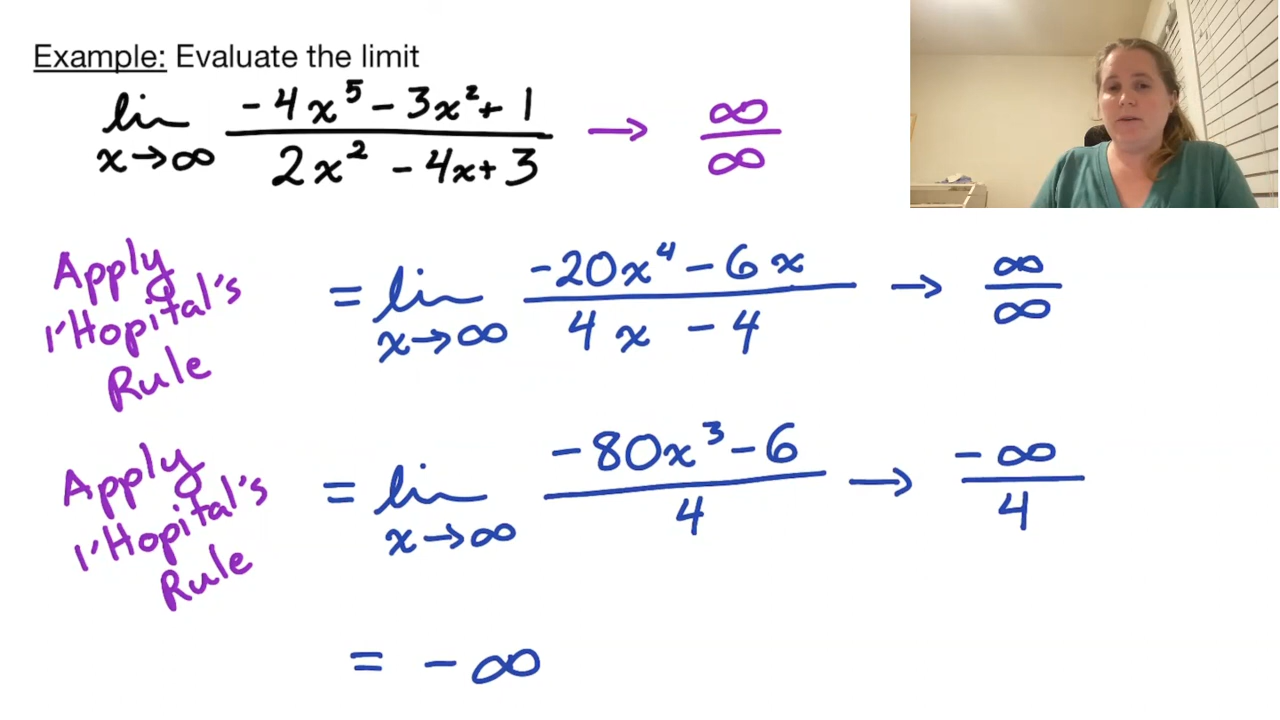 Example: Evaluate the limit
lim x→∞ (-4x⁵ - 3x² + 1)/(2x² - 4x + 3) → ∞/∞
Apply l'Hopital's Rule
= lim x→∞ (-20x⁴ - 6x)/(4x - 4) → ∞/∞
Apply l'Hopital's Rule
= lim x→∞ (-80x³ - 6)/4 → -∞/4
= -∞